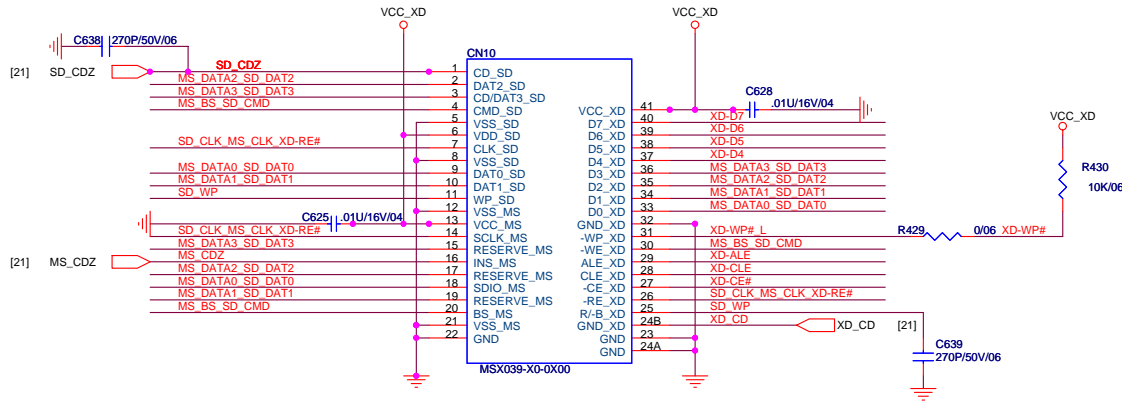 VCC_XD
VCC_XD
C638
270P/50V/06
CN10
[21]
SD_CDZ
SD_CDZ
1
CD_SD
MS_DATA2_SD_DAT2
2
DAT2_SD
MS_DATA3_SD_DAT3
3
CD/DAT3_SD
MS_BS_SD_CMD
4
CMD_SD
5
VSS_SD
6
VDD_SD
SD_CLK_MS_CLK_XD-RE#
7
CLK_SD
8
VSS_SD
MS_DATA0_SD_DAT0
9
DAT0_SD
MS_DATA1_SD_DAT1
10
DAT1_SD
SD_WP
11
WP_SD
12
VSS_MS
C625
.01U/16V/04
13
VCC_MS
SD_CLK_MS_CLK_XD-RE#
14
SCLK_MS
MS_DATA3_SD_DAT3
15
RESERVE_MS
[21]
MS_CDZ
MS_CDZ
16
INS_MS
MS_DATA2_SD_DAT2
17
RESERVE_MS
MS_DATA0_SD_DAT0
18
SDIO_MS
MS_DATA1_SD_DAT1
19
RESERVE_MS
MS_BS_SD_CMD
20
BS_MS
21
VSS_MS
22
GND
VCC_XD
41
C628
.01U/16V/04
D7_XD
40
XD-D7
D6_XD
39
XD-D6
D5_XD
38
XD-D5
D4_XD
37
XD-D4
D3_XD
36
MS_DATA3_SD_DAT3
D2_XD
35
MS_DATA2_SD_DAT2
D1_XD
34
MS_DATA1_SD_DAT1
D0_XD
33
MS_DATA0_SD_DAT0
GND_XD
32
-WP_XD
31
XD-WP#_L
R429
0/06
XD-WP#
VCC_XD
R430
10K/06
-WE_XD
30
MS_BS_SD_CMD
ALE_XD
29
XD-ALE
CLE_XD
28
XD-CLE
-CE_XD
27
XD-CE#
-RE_XD
26
SD_CLK_MS_CLK_XD-RE#
R/-B_XD
25
SD_WP
GND_XD
24B
XD_CD
XD_CD
[21]
GND
23
GND
24A
C639
270P/50V/06
MSX039-X0-0X00